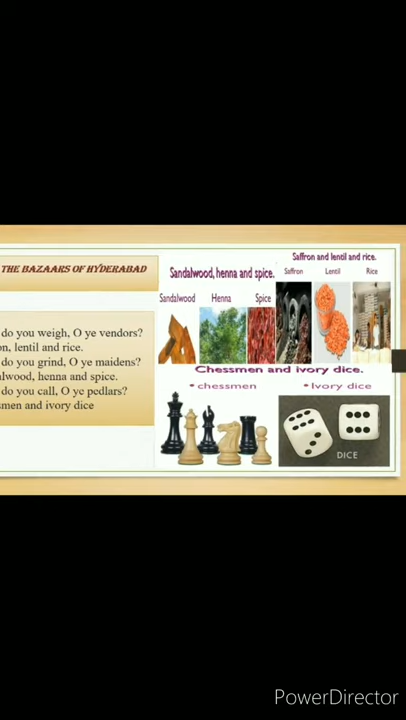 THE BAZAARS OF HYDERABAD
do you weigh, O ye vendors?
on, lentil and rice.
do you grind, O ye maidens?
lwood, henna and spice.
do you call, O ye pedlars?
smen and ivory dice
Saffron and lentil and rice.
Saffron Lentil Rice
Sandalwood, henna and spice.
Sandalwood Henna Spice
Chessmen and ivory dice.
• chessmen • Ivory dice
DICE
PowerDirector